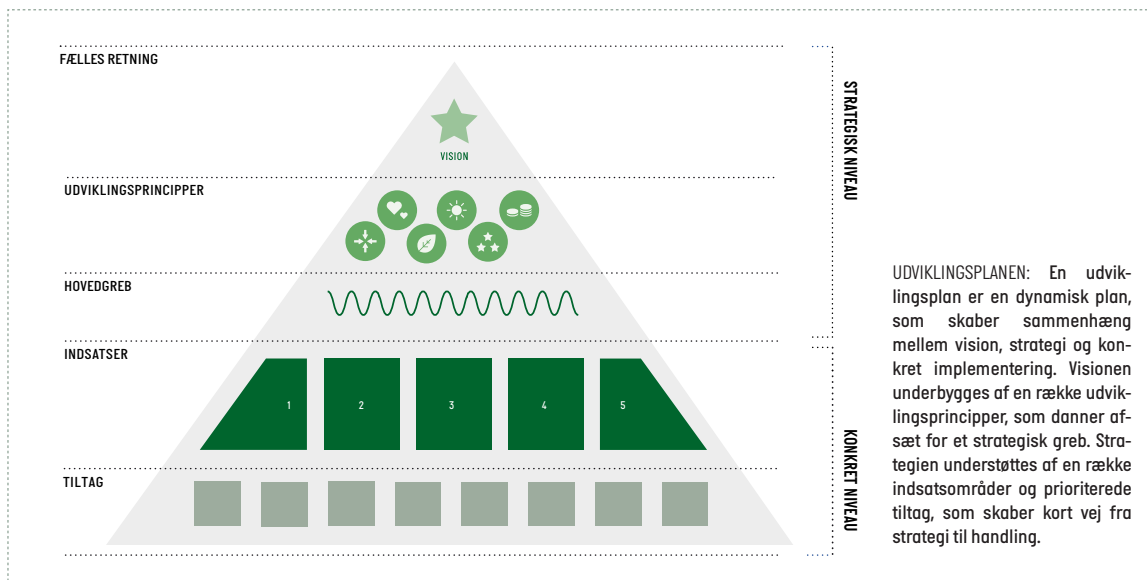 FÆLLES RETNING
VISION
UDVIKLINGSPRINCIPPER
HOVEDGREB
INDSATSER
1 2 3 4 5
TILTAG
STRATEGISK NIVEAU
KONKRET NIVEAU
UDVIKLINGSPLANEN: En udvik-
lingsplan er en dynamisk plan,
som skaber sammenhæng
mellem vision, strategi og kon-
kret implementering. Visionen
underbygges af en række udvik-
lingsprincipper, som danner af-
sæt for et strategisk greb. Stra-
tegien understøttes af en række
indsatsområder og prioriterede
tiltag, som skaber kort vej fra
strategi til handling.